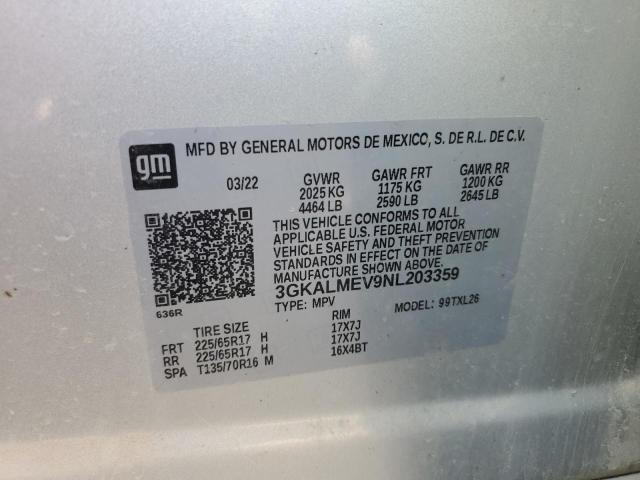 gm
MFD BY GENERAL MOTORS DE MEXICO, S. DE R.L. DE C.V.
03/22 GVWR GAWR FRT GAWR RR
2025 KG 1175 KG 1200 KG
4464 LB 2590 LB 2645 LB
THIS VEHICLE CONFORMS TO ALL
APPLICABLE U.S. FEDERAL MOTOR
VEHICLE SAFETY AND THEFT PREVENTION
STANDARDS IN EFFECT ON THE DATE OF
MANUFACTURE SHOWN ABOVE.
3GKALMEV9NL203359
636R
TYPE: MPV MODEL: 99TXL26
TIRE SIZE RIM
FRT 225/65R17 H 17X7J
RR 225/65R17 H 17X7J
SPA T135/70R16 M 16X4BT